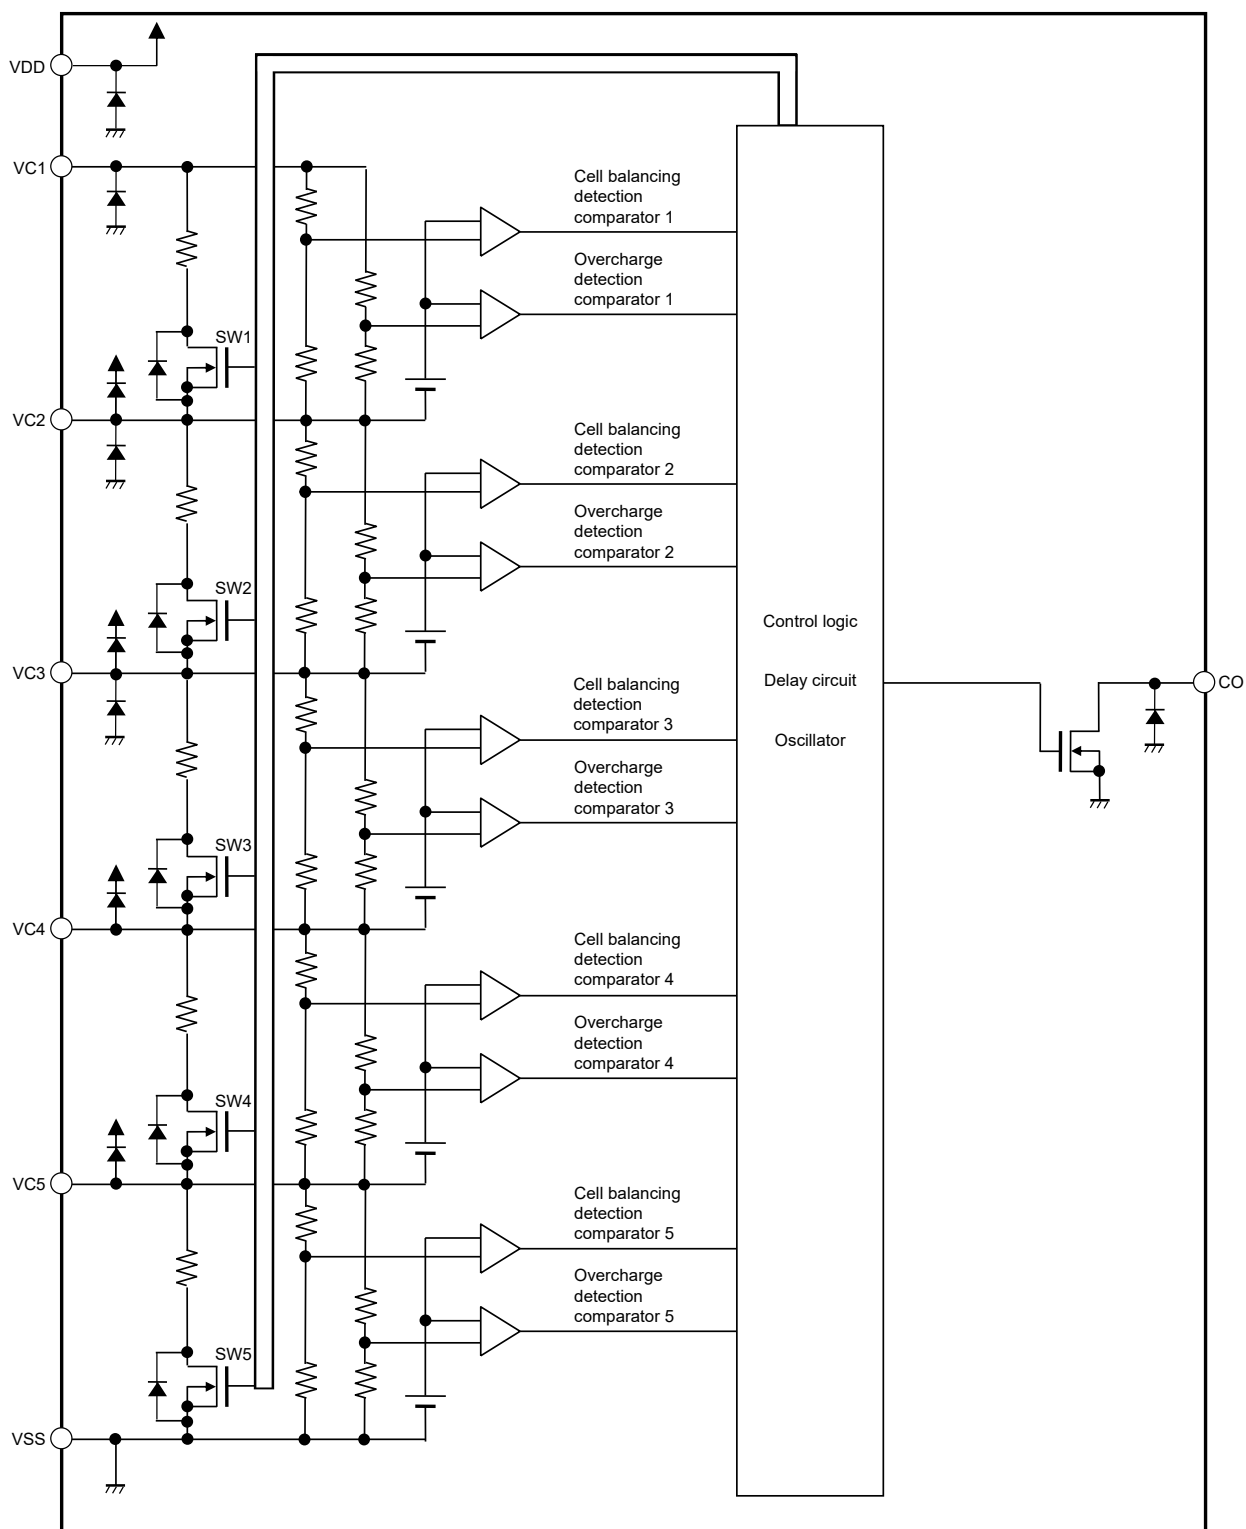 VDD
VC1
Cell balancing
detection
comparator 1
Overcharge
detection
comparator 1
SW1
VC2
Cell balancing
detection
comparator 2
Overcharge
detection
comparator 2
SW2
Control logic
VC3
Delay circuit
CO
Cell balancing
detection
comparator 3
Oscillator
Overcharge
detection
comparator 3
SW3
VC4
Cell balancing
detection
comparator 4
Overcharge
detection
comparator 4
SW4
VC5
Cell balancing
detection
comparator 5
Overcharge
detection
comparator 5
SW5
VSS